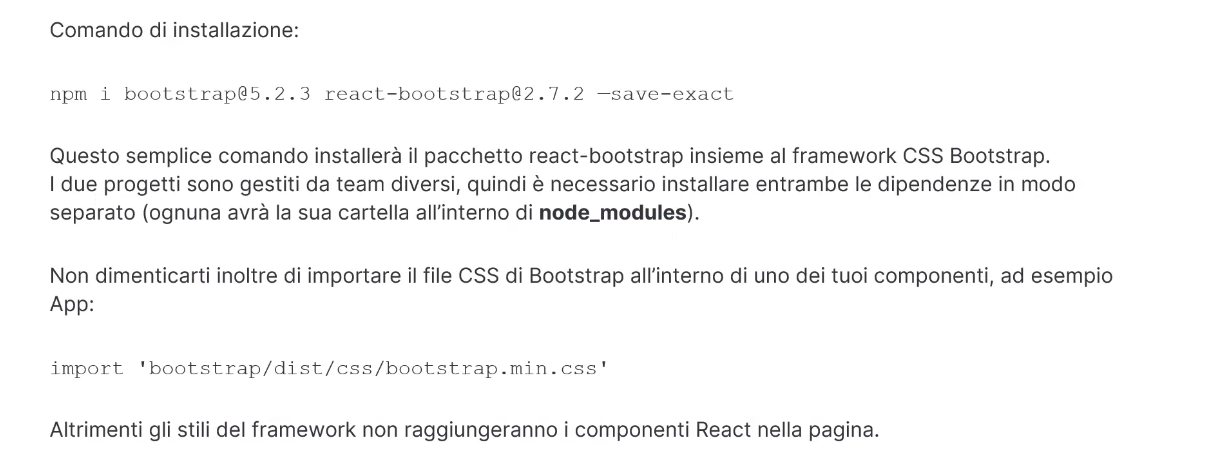 Comando di installazione:
npm i bootstrap@5.2.3 react-bootstrap@2.7.2 —save-exact
Questo semplice comando installerà il pacchetto react-bootstrap insieme al framework CSS Bootstrap.
I due progetti sono gestiti da team diversi, quindi è necessario installare entrambe le dipendenze in modo
separato (ognuna avrà la sua cartella all’interno di node_modules).
Non dimenticarti inoltre di importare il file CSS di Bootstrap all’interno di uno dei tuoi componenti, ad esempio
App:
import 'bootstrap/dist/css/bootstrap.min.css'
Altrimenti gli stili del framework non raggiungeranno i componenti React nella pagina.